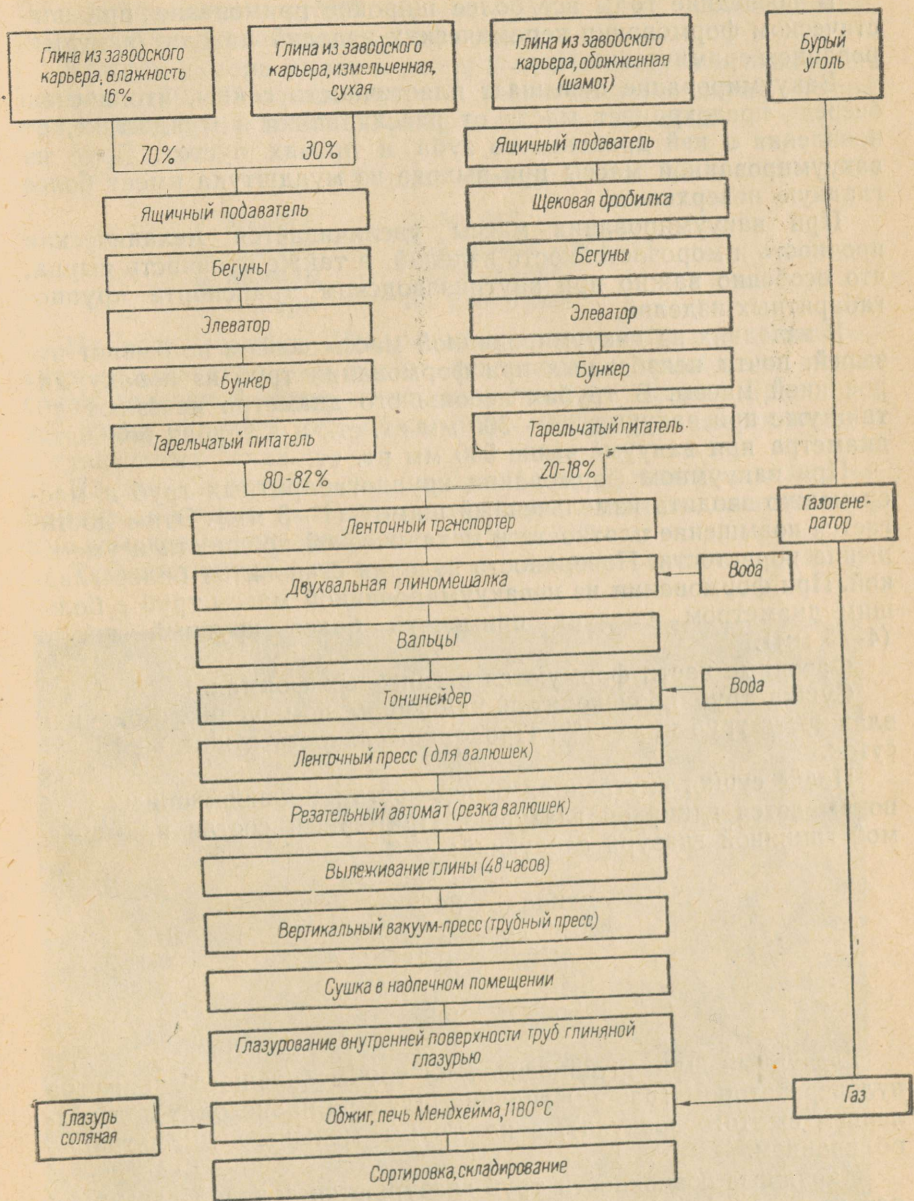 Глина из заводского
карьера, влажность
16%
Глина из заводского
карьера, измельченная,
сухая
Глина из заводского
карьера, обожженная
(шамот)
Бурый
уголь
70%
30%
Ящичный подаватель
Бегуны
Элеватор
Бункер
Тарельчатый питатель
80-82%
Ящичный подаватель
Щековая дробилка
Бегуны
Элеватор
Бункер
Тарельчатый питатель
20-18%
Газогене-
ратор
Ленточный транспортер
Двухвальная глиномешалка
Вода
Вальцы
Тоншнейдер
Вода
Ленточный пресс (для валюшек)
Резательный автомат (резка валюшек)
Вылеживание глины (48 часов)
Вертикальный вакуум-пресс (трубный пресс)
Сушка в надпечном помещении
Глазурование внутренней поверхности труб глиняной
глазурью
Глазурь
соляная
Обжиг, печь Мендхейма, 1180°С
Газ
Сортировка, складирование